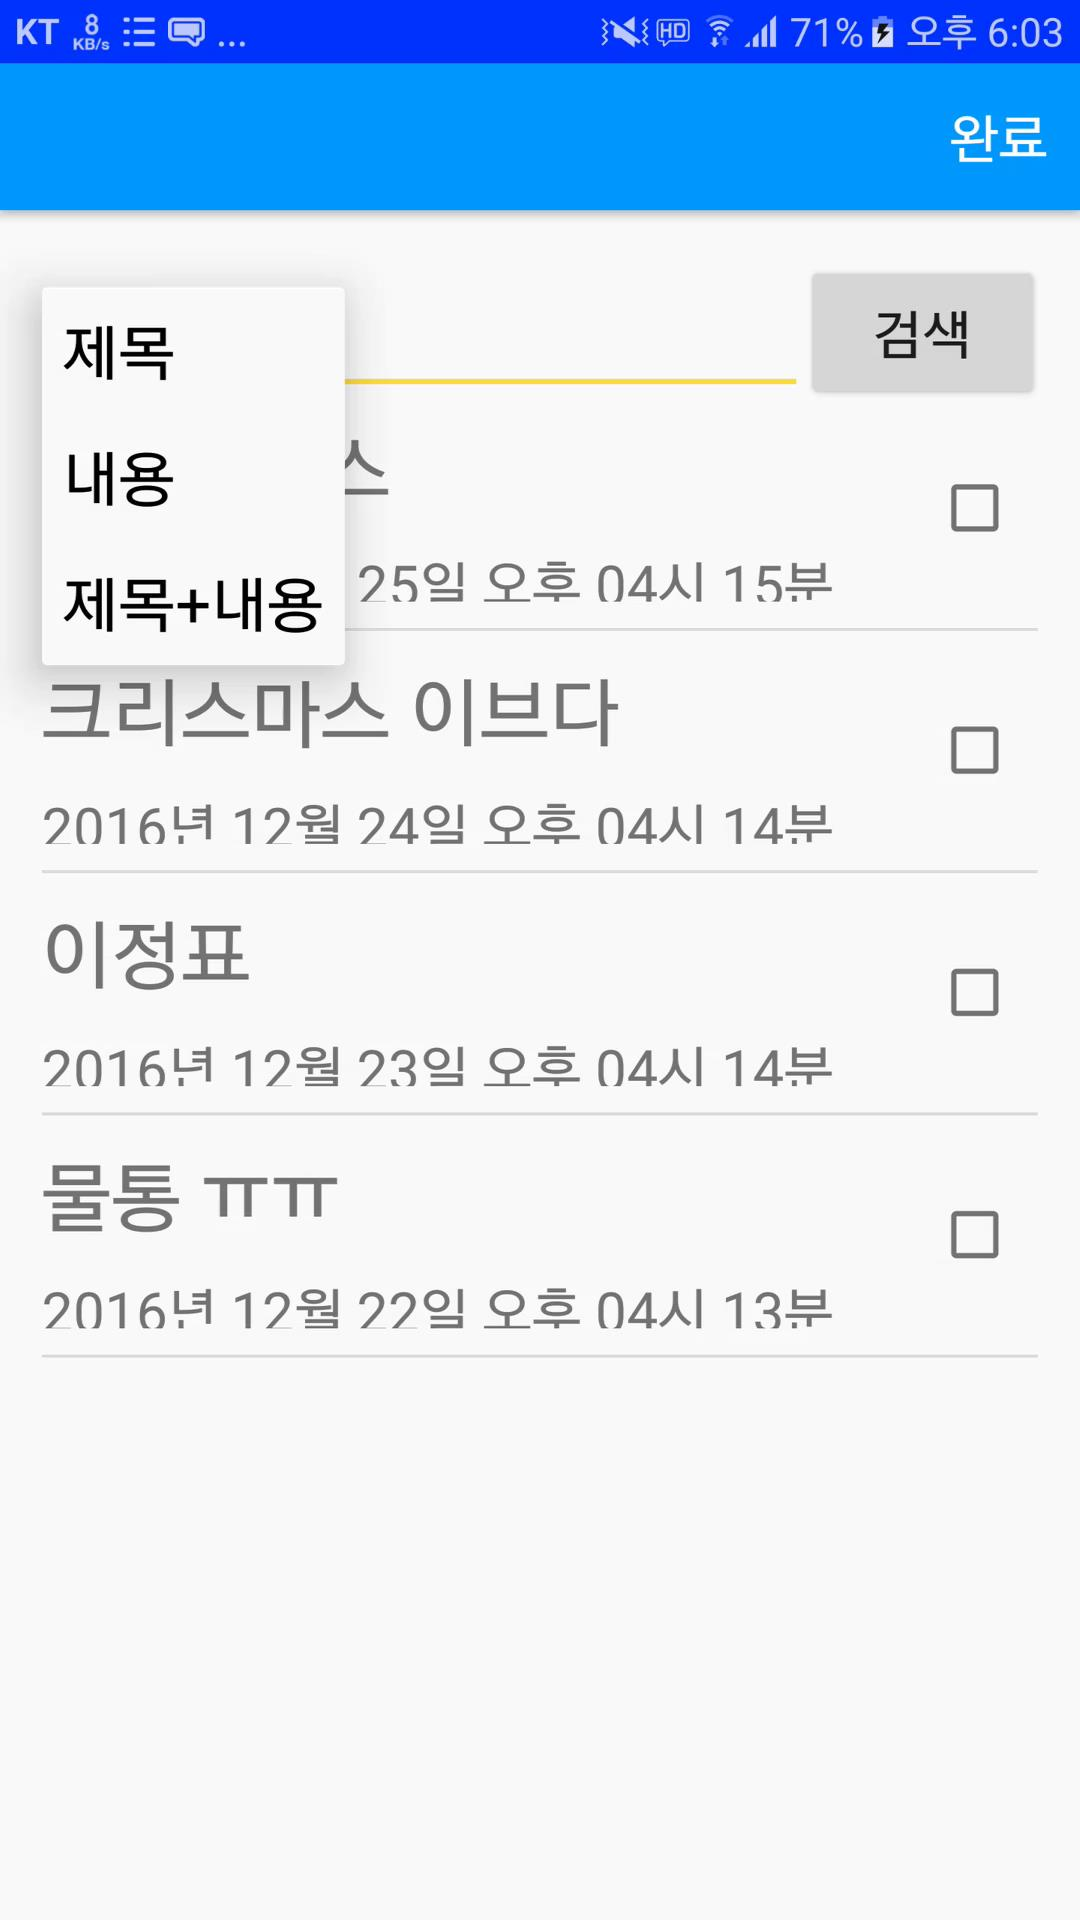 KT 8 KB/s ... HD 71% 오후 6:03
완료
검색
제목
내용
제목+내용
스
25일 오후 04시 15분
크리스마스 이브다
2016년 12월 24일 오후 04시 14분
이정표
2016년 12월 23일 오후 04시 14분
물통 ㅠㅠ
2016년 12월 22일 오후 04시 13분